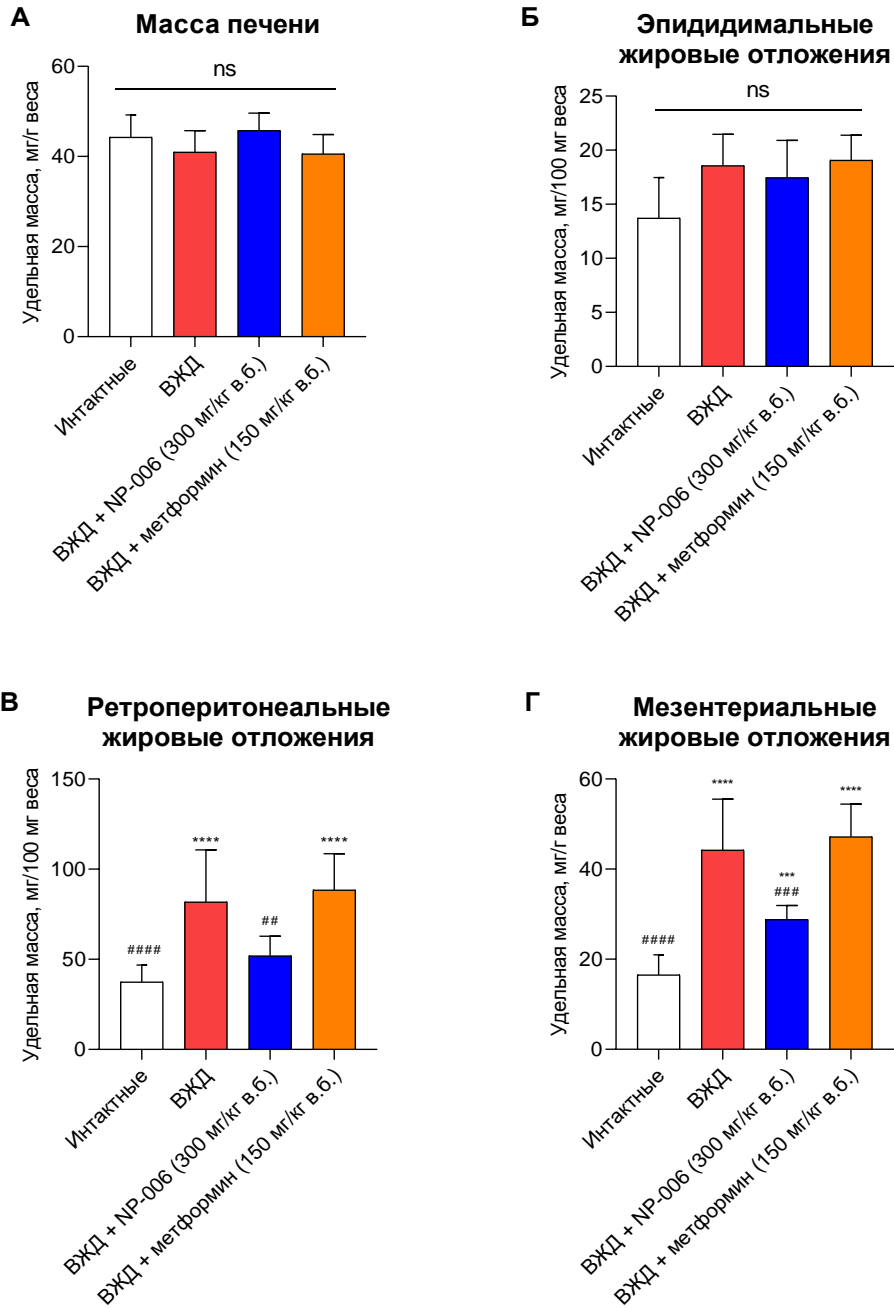 А
Масса печени
Удельная масса, мг/г веса
60
40
20
0
ns
Интактные
ВЖД
ВЖД + NP-006 (300 мг/кг в.б.)
ВЖД + метформин (150 мг/кг в.б.)
Б
Эпидидимальные
жировые отложения
Удельная масса, мг/100 мг веса
25
20
15
10
5
0
ns
Интактные
ВЖД
ВЖД + NP-006 (300 мг/кг в.б.)
ВЖД + метформин (150 мг/кг в.б.)
В
Ретроперитонеальные
жировые отложения
Удельная масса, мг/100 мг веса
150
100
50
0
####
****
##
****
Интактные
ВЖД
ВЖД + NP-006 (300 мг/кг в.б.)
ВЖД + метформин (150 мг/кг в.б.)
Г
Мезентериальные
жировые отложения
Удельная масса, мг/г веса
60
40
20
0
####
****
***
###
****
Интактные
ВЖД
ВЖД + NP-006 (300 мг/кг в.б.)
ВЖД + метформин (150 мг/кг в.б.)